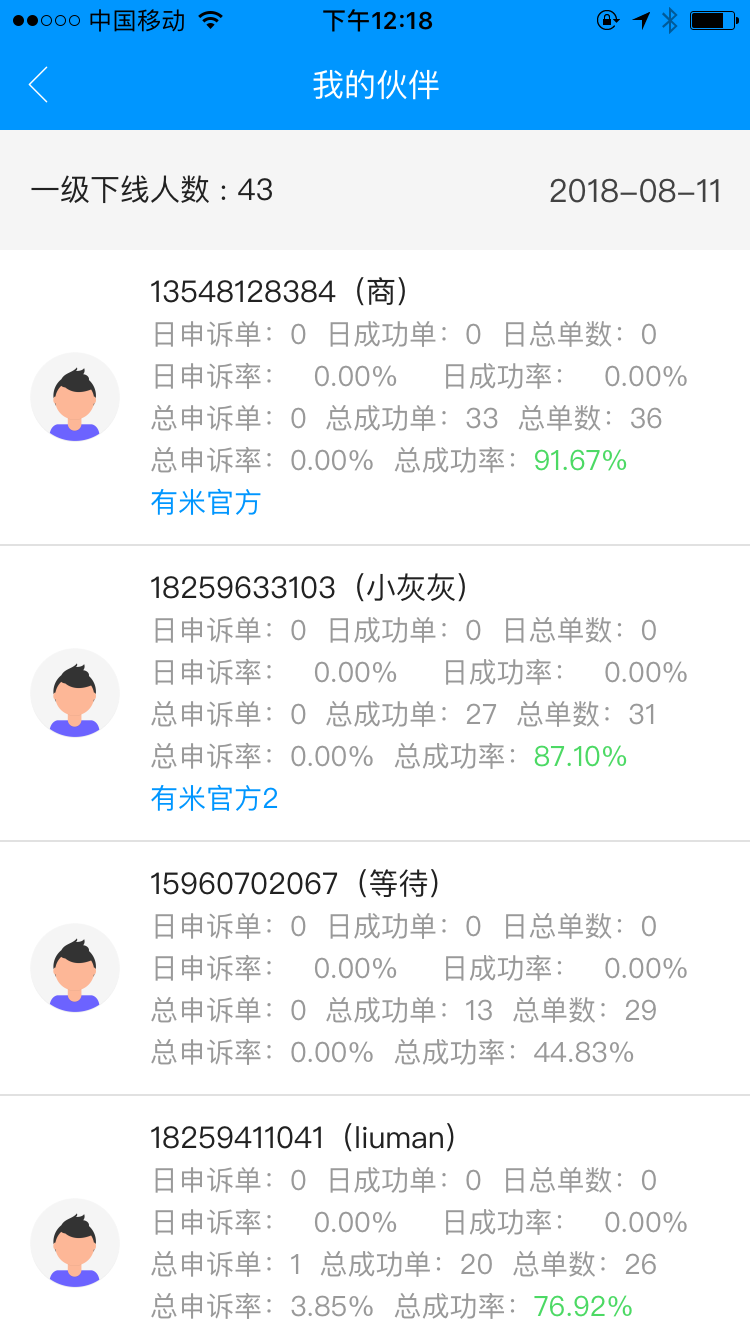 中国移动 下午12:18
我的伙伴
一级下线人数 : 43 2018-08-11
13548128384（商）
日申诉单： 0 日成功单： 0 日总单数： 0
日申诉率： 0.00% 日成功率： 0.00%
总申诉单： 0 总成功单： 33 总单数： 36
总申诉率： 0.00% 总成功率： 91.67%
有米官方
18259633103（小灰灰）
日申诉单： 0 日成功单： 0 日总单数： 0
日申诉率： 0.00% 日成功率： 0.00%
总申诉单： 0 总成功单： 27 总单数： 31
总申诉率： 0.00% 总成功率： 87.10%
有米官方2
15960702067（等待）
日申诉单： 0 日成功单： 0 日总单数： 0
日申诉率： 0.00% 日成功率： 0.00%
总申诉单： 0 总成功单： 13 总单数： 29
总申诉率： 0.00% 总成功率： 44.83%
18259411041（liuman）
日申诉单： 0 日成功单： 0 日总单数： 0
日申诉率： 0.00% 日成功率： 0.00%
总申诉单： 1 总成功单： 20 总单数： 26
总申诉率： 3.85% 总成功率： 76.92%